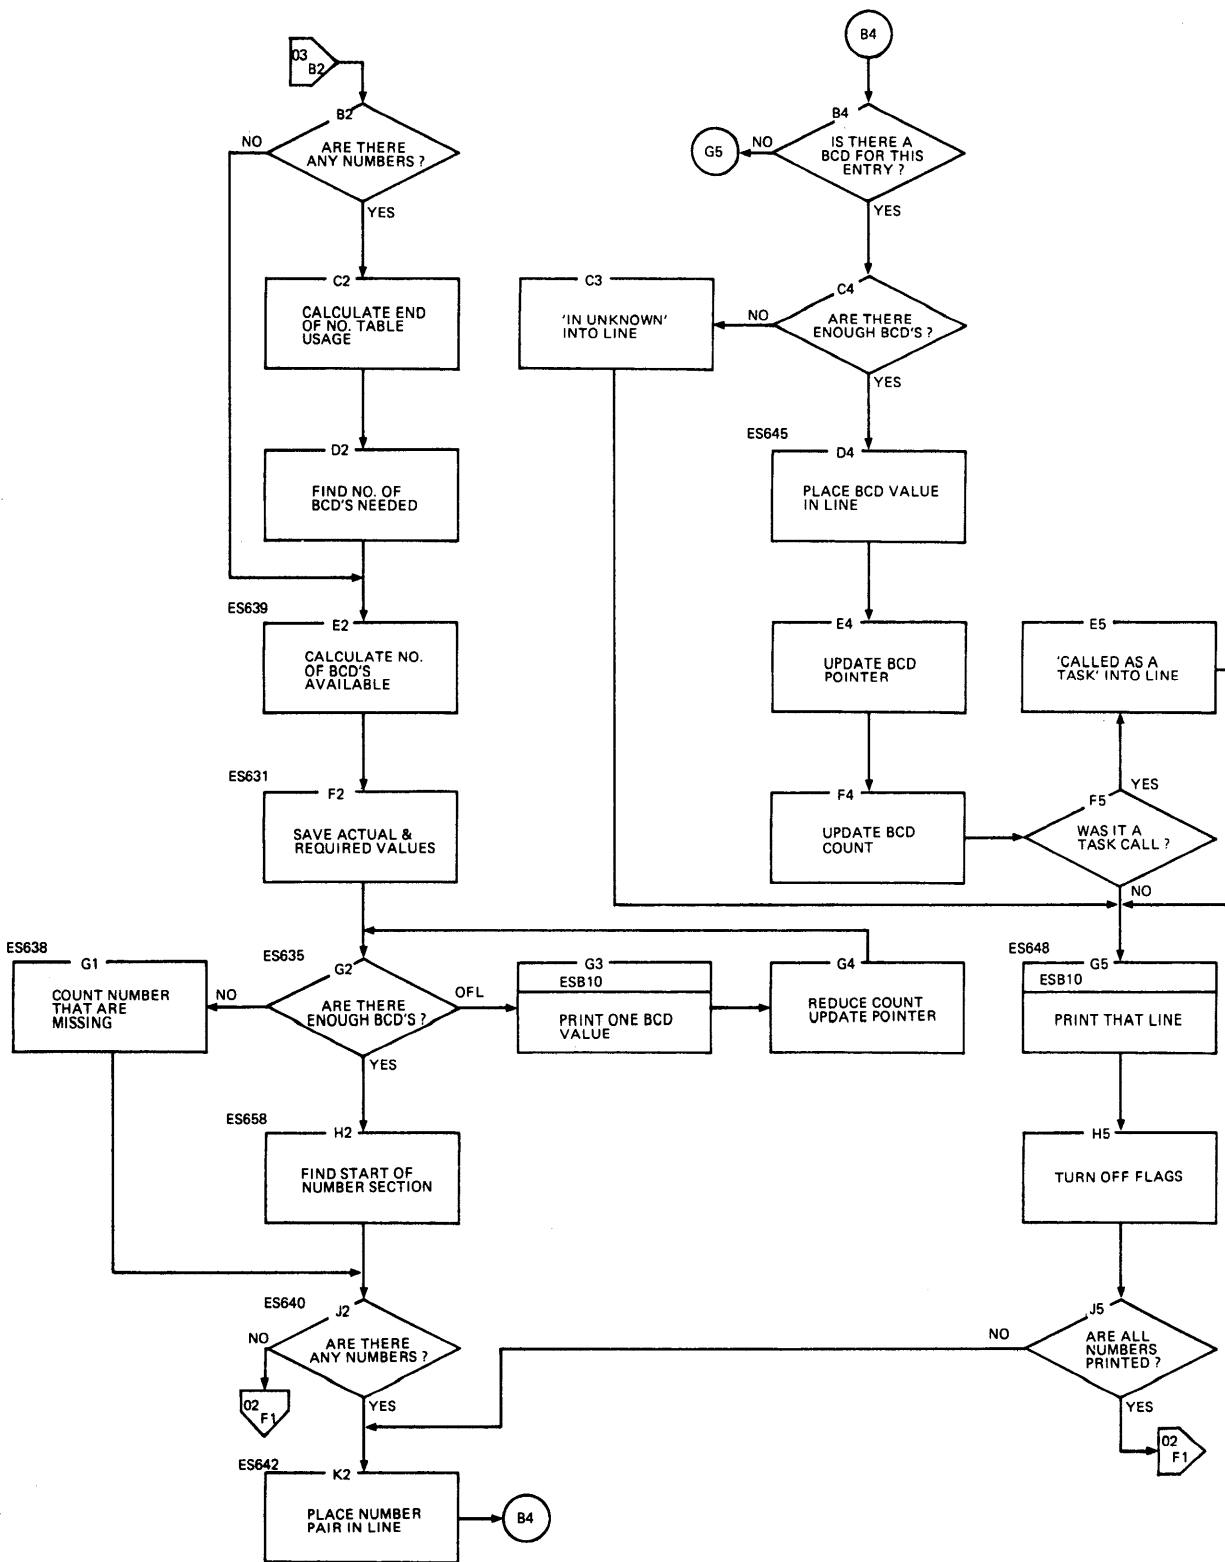 03
B2
B2
NO
ARE THERE
ANY NUMBERS ?
YES
C2
CALCULATE END
OF NO. TABLE
USAGE
D2
FIND NO. OF
BCD'S NEEDED
ES639
E2
CALCULATE NO.
OF BCD'S
AVAILABLE
ES631
F2
SAVE ACTUAL &
REQUIRED VALUES
ES638
G1
COUNT NUMBER
THAT ARE
MISSING
ES635
G2
NO
ARE THERE
ENOUGH BCD'S ?
OFL
YES
G3
ESB10
PRINT ONE BCD
VALUE
G4
REDUCE COUNT
UPDATE POINTER
ES658
H2
FIND START OF
NUMBER SECTION
ES640
J2
NO
ARE THERE
ANY NUMBERS ?
YES
02
F1
ES642
K2
PLACE NUMBER
PAIR IN LINE
B4
B4
B4
IS THERE A
BCD FOR THIS
ENTRY ?
NO
G5
YES
C3
'IN UNKNOWN'
INTO LINE
C4
NO
ARE THERE
ENOUGH BCD'S ?
YES
ES645
D4
PLACE BCD VALUE
IN LINE
E4
UPDATE BCD
POINTER
F4
UPDATE BCD
COUNT
E5
'CALLED AS A
TASK' INTO LINE
YES
F5
WAS IT A
TASK CALL ?
NO
ES648
G5
ESB10
PRINT THAT LINE
H5
TURN OFF FLAGS
J5
NO
ARE ALL
NUMBERS
PRINTED ?
YES
02
F1